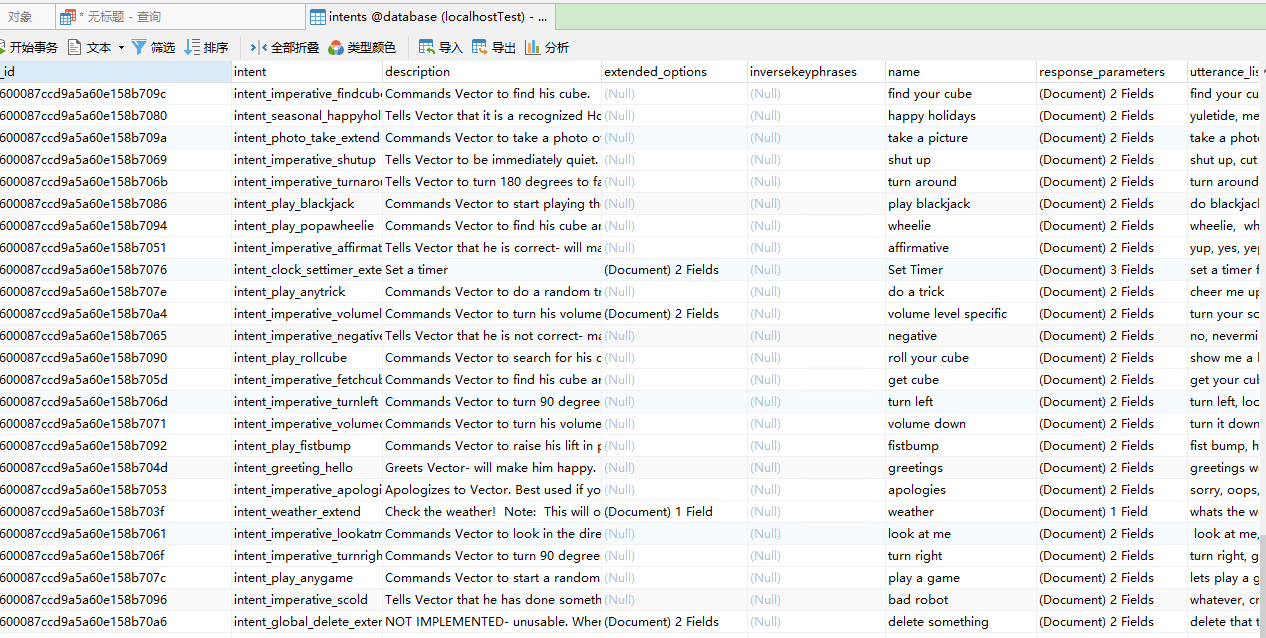 对象 * 无标题 - 查询 intents @database (localhostTest) - ...
开始事务 文本 筛选 排序 全部折叠 类型颜色 导入 导出 分析
_id intent description extended_options inversekeyphrases name response_parameters utterance_lis
600087ccd9a5a60e158b709c intent_imperative_findcube Commands Vector to find his cube. (Null) (Null) find your cube (Document) 2 Fields find your cu
600087ccd9a5a60e158b7080 intent_seasonal_happyhol Tells Vector that it is a recognized Ho (Null) (Null) happy holidays (Document) 2 Fields yuletide, me
600087ccd9a5a60e158b709a intent_photo_take_extend Commands Vector to take a photo o (Null) (Null) take a picture (Document) 2 Fields take a photo
600087ccd9a5a60e158b7069 intent_imperative_shutup Tells Vector to be immediately quiet. (Null) (Null) shut up (Document) 2 Fields shut up, cut
600087ccd9a5a60e158b706b intent_imperative_turnarou Tells Vector to turn 180 degrees to fa (Null) (Null) turn around (Document) 2 Fields turn around
600087ccd9a5a60e158b7086 intent_play_blackjack Commands Vector to start playing the (Null) (Null) play blackjack (Document) 2 Fields do blackjack
600087ccd9a5a60e158b7094 intent_play_popawheelie Commands Vector to find his cube an (Null) (Null) wheelie (Document) 2 Fields wheelie, wh
600087ccd9a5a60e158b7051 intent_imperative_affirmat Tells Vector that he is correct- will ma (Null) (Null) affirmative (Document) 2 Fields yup, yes, yep
600087ccd9a5a60e158b7076 intent_clock_settimer_exte Set a timer (Document) 2 Fields (Null) Set Timer (Document) 3 Fields set a timer f
600087ccd9a5a60e158b707e intent_play_anytrick Commands Vector to do a random tr (Null) (Null) do a trick (Document) 2 Fields cheer me up
600087ccd9a5a60e158b70a4 intent_imperative_volumel Commands Vector to turn his volume (Document) 2 Fields (Null) volume level specific (Document) 2 Fields turn your so
600087ccd9a5a60e158b7065 intent_imperative_negative Tells Vector that he is not correct- ma (Null) (Null) negative (Document) 2 Fields no, nevermi
600087ccd9a5a60e158b7090 intent_play_rollcube Commands Vector to search for his c (Null) (Null) roll your cube (Document) 2 Fields show me a
600087ccd9a5a60e158b705d intent_imperative_fetchcub Commands Vector to find his cube an (Null) (Null) get cube (Document) 2 Fields get your cub
600087ccd9a5a60e158b706d intent_imperative_turnleft Commands Vector to turn 90 degree (Null) (Null) turn left (Document) 2 Fields turn left, loo
600087ccd9a5a60e158b7071 intent_imperative_volume Commands Vector to turn his volume (Null) (Null) volume down (Document) 2 Fields turn it down
600087ccd9a5a60e158b7092 intent_play_fistbump Commands Vector to raise his lift in p (Null) (Null) fistbump (Document) 2 Fields fist bump, h
600087ccd9a5a60e158b704d intent_greeting_hello Greets Vector- will make him happy. (Null) (Null) greetings (Document) 2 Fields greetings w
600087ccd9a5a60e158b7053 intent_imperative_apologi Apologizes to Vector. Best used if yo (Null) (Null) apologies (Document) 2 Fields sorry, oops,
600087ccd9a5a60e158b703f intent_weather_extend Check the weather! Note: This will o (Document) 1 Field (Null) weather (Document) 1 Field whats the w
600087ccd9a5a60e158b7061 intent_imperative_lookatm Commands Vector to look in the dire (Null) (Null) look at me (Document) 2 Fields look at me,
600087ccd9a5a60e158b706f intent_imperative_turnrigh Commands Vector to turn 90 degree (Null) (Null) turn right (Document) 2 Fields turn right, g
600087ccd9a5a60e158b707c intent_play_anygame Commands Vector to start a random (Null) (Null) play a game (Document) 2 Fields lets play a g
600087ccd9a5a60e158b7096 intent_imperative_scold Tells Vector that he has done someth (Null) (Null) bad robot (Document) 2 Fields whatever, cr
600087ccd9a5a60e158b70a6 intent_global_delete_exter NOT IMPLEMENTED- unusable. When (Document) 2 Fields (Null) delete something (Document) 2 Fields delete that t